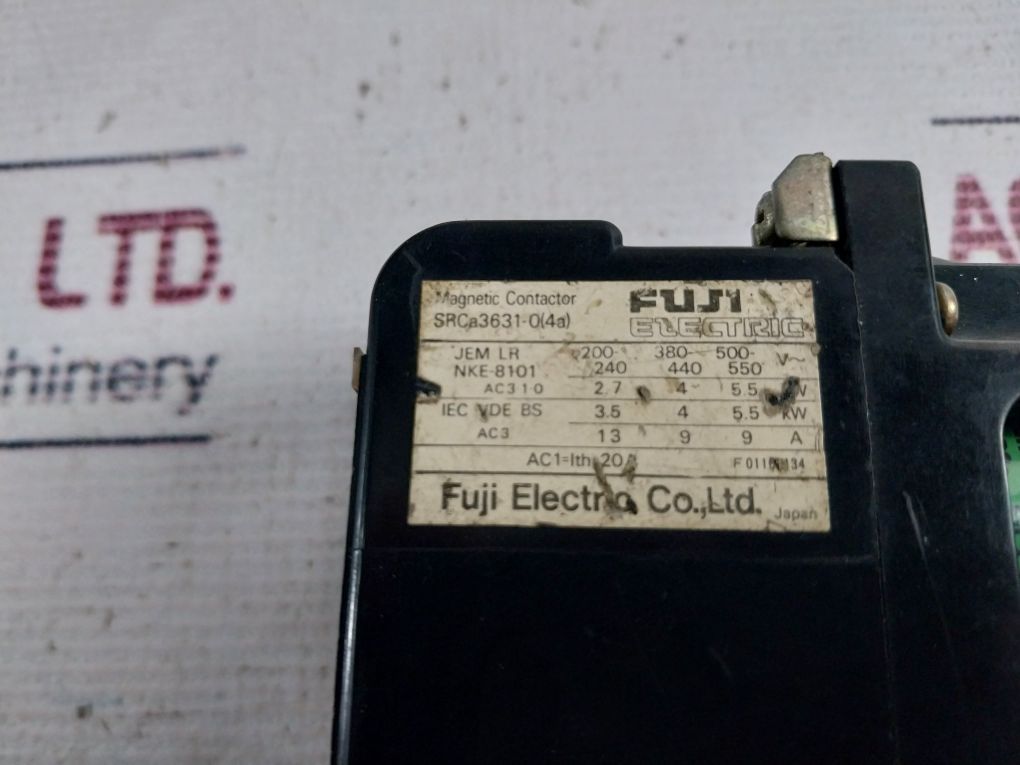 LTD.
Magnetic Contactor
FUJI
SRCa3631-0(4a)
ELECTRIC
JEM LR 200- 380- 500- V~
NKE-8101 240 440 550
AC3 1·0 2.7 4 5.5
IEC VDE BS 3.5 4 5.5 kW
AC3 13 9 9 A
AC1=Ith 20
Fuji Electric Co.,Ltd.
Japan